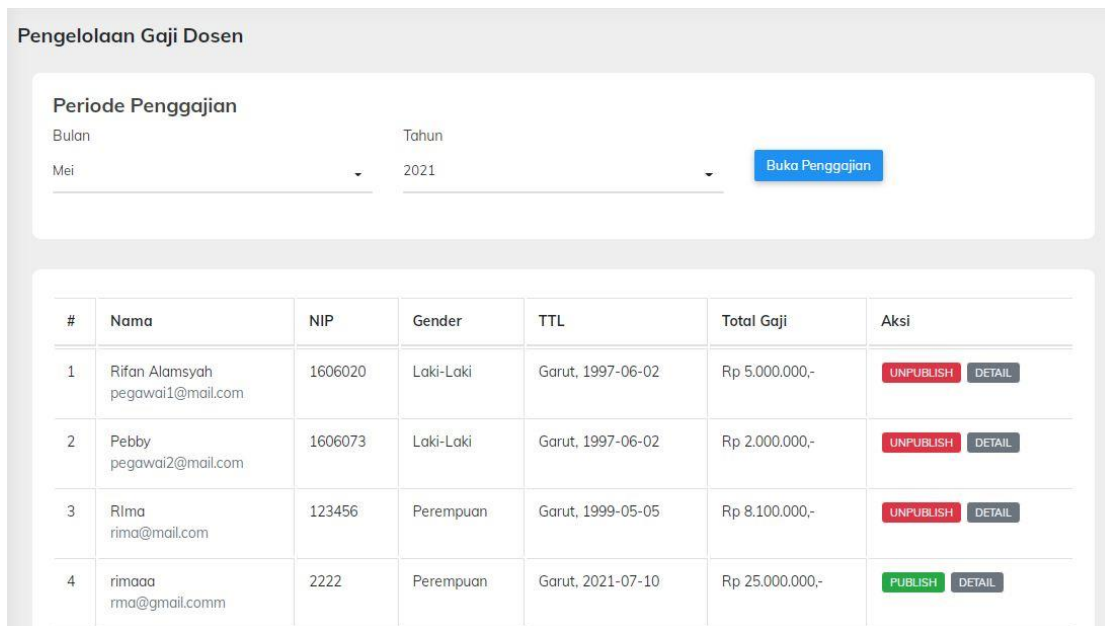 Pengelolaan Gaji Dosen
Periode Penggajian
Bulan
Tahun
Mei
2021
Buka Penggajian
# Nama NIP Gender TTL Total Gaji Aksi
1 Rifan Alamsyah 1606020 Laki-Laki Garut, 1997-06-02 Rp 5.000.000,- UNPUBLISH DETAIL
pegawai1@mail.com
2 Pebby 1606073 Laki-Laki Garut, 1997-06-02 Rp 2.000.000,- UNPUBLISH DETAIL
pegawai2@mail.com
3 RIma 123456 Perempuan Garut, 1999-05-05 Rp 8.100.000,- UNPUBLISH DETAIL
rima@mail.com
4 rimaaa 2222 Perempuan Garut, 2021-07-10 Rp 25.000.000,- PUBLISH DETAIL
rma@gmail.comm